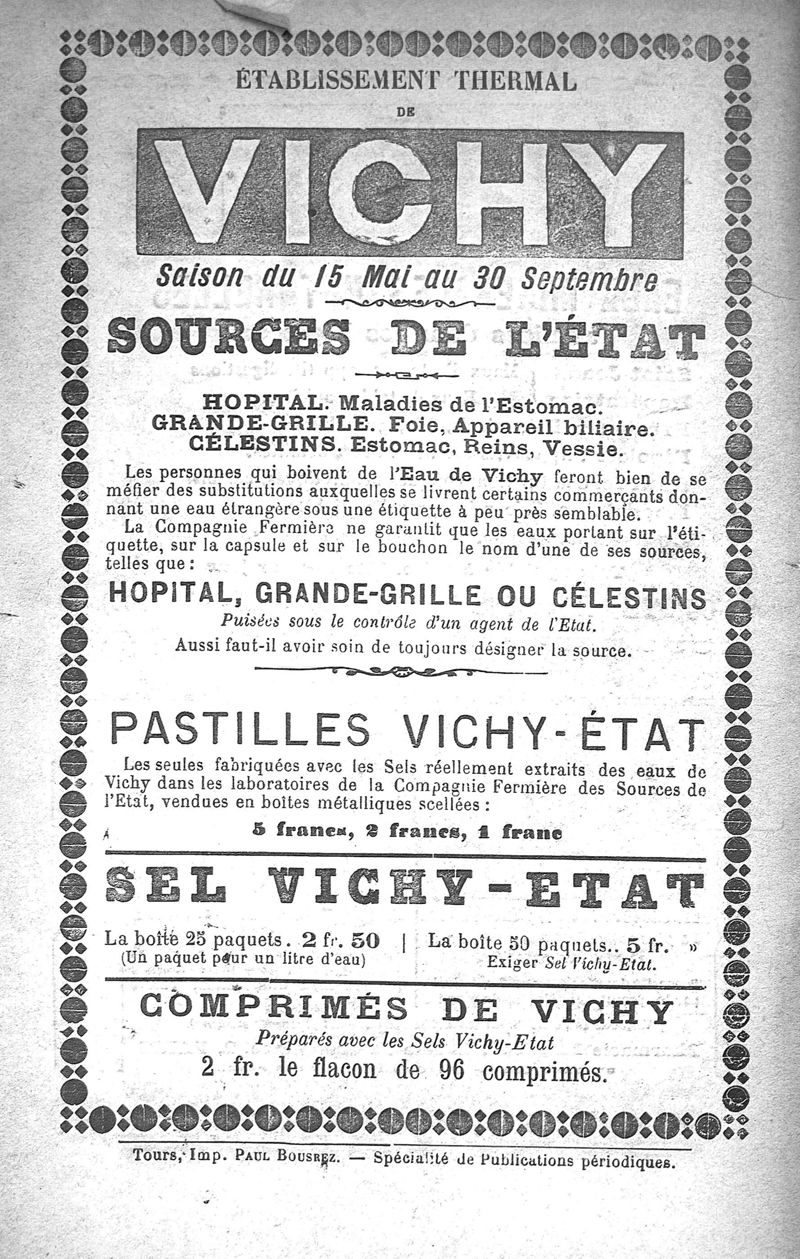 ÉTABLISSEMENT THERMAL
DE
VICHY
Saison du 15 Mai au 30 Septembre
SOURCES DE L'ÉTAT
HOPITAL. Maladies de l'Estomac.
GRANDE-GRILLE. Foie, Appareil biliaire.
CÉLESTINS. Estomac, Reins, Vessie.
Les personnes qui boivent de l'Eau de Vichy feront bien de se
méfier des substitutions auxquelles se livrent certains commerçants don-
nant une eau étrangère sous une étiquette à peu près semblable.
La Compagnie Fermière ne garantit que les eaux portant sur l'éti-
quette, sur la capsule et sur le bouchon le nom d'une de ses sources,
telles que :
HOPITAL, GRANDE-GRILLE OU CÉLESTINS
Puisées sous le contrôle d'un agent de l'Etat.
Aussi faut-il avoir soin de toujours désigner la source.
PASTILLES VICHY-ÉTAT
Les seules fabriquées avec les Sels réellement extraits des eaux de
Vichy dans les laboratoires de la Compagnie Fermière des Sources de
l'Etat, vendues en boîtes métalliques scellées :
5 francs, 2 francs, 1 franc
SEL VICHY-ETAT
La boîte 25 paquets. 2 fr. 50 | La boîte 50 paquets.. 5 fr. »
(Un paquet pour un litre d'eau) Exiger Sel Vichy-Etat.
COMPRIMÉS DE VICHY
Préparés avec les Sels Vichy-Etat
2 fr. le flacon de 96 comprimés.
Tours, Imp. PAUL BOUSREZ. — Spécialité de Publications périodiques.